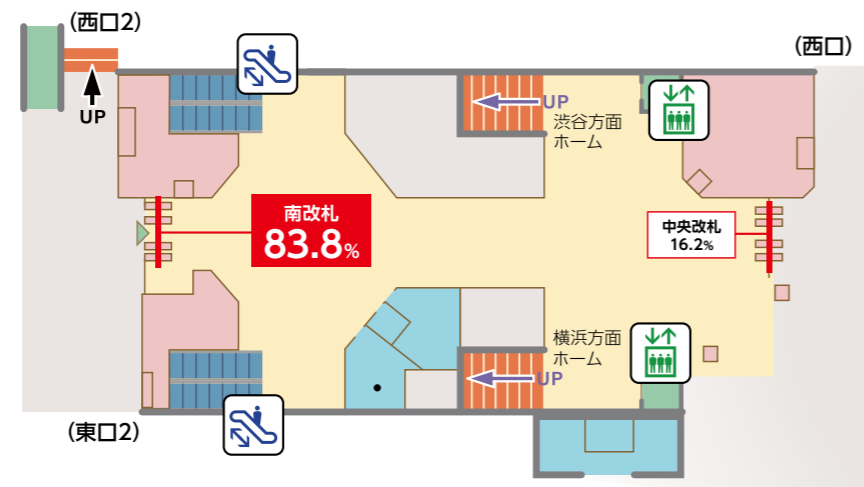 (西口2)
(西口)
UP
UP
渋谷方面
ホーム
南改札
83.8%
中央改札
16.2%
横浜方面
ホーム
UP
(東口2)